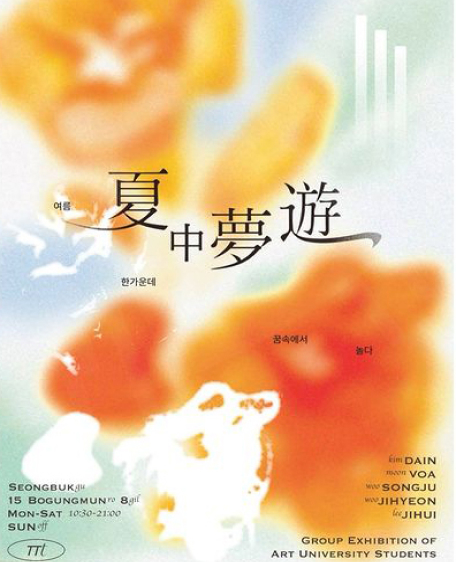 여름
夏中夢遊
한가운데
꿈속에서
놀다
SEONGBUKgu
15 BOGUNGMUNro 8gil
MON-SAT 10:30-21:00
SUNoff
ttl
kim DAIN
moon VOA
woo SONGJU
woo JIHYEON
lee JIHUI
GROUP EXHIBITION OF
ART UNIVERSITY STUDENTS